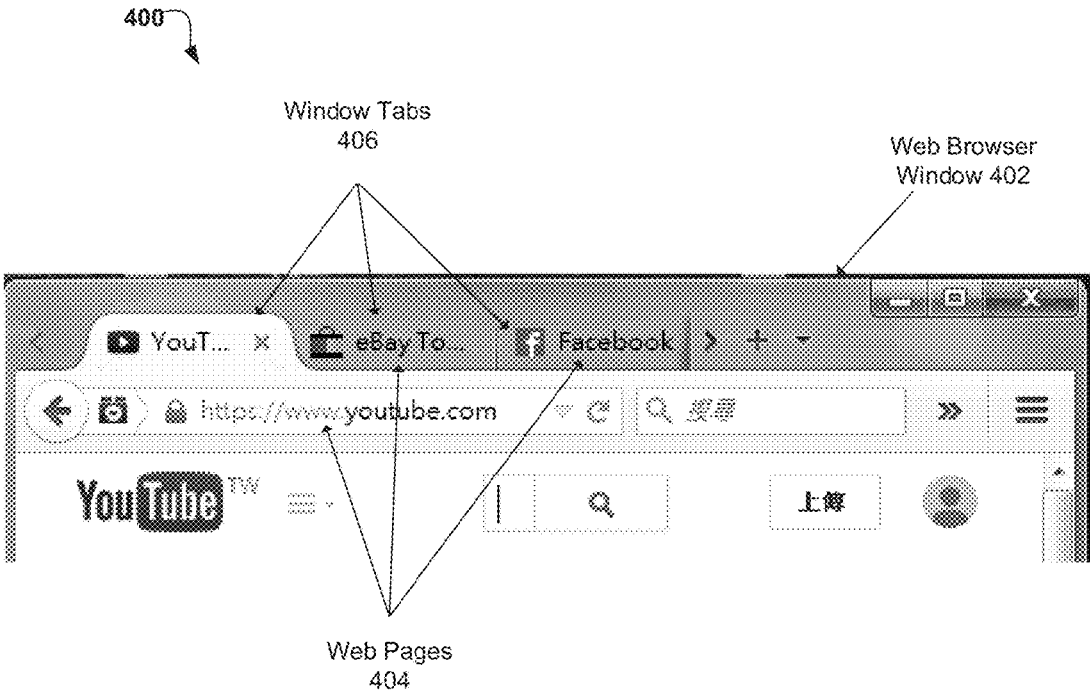 400
Window Tabs
406
Web Browser
Window 402
YouT...
eBay To...
Facebook
https://www.youtube.com
搜尋
YouTube TW
上傳
Web Pages
404